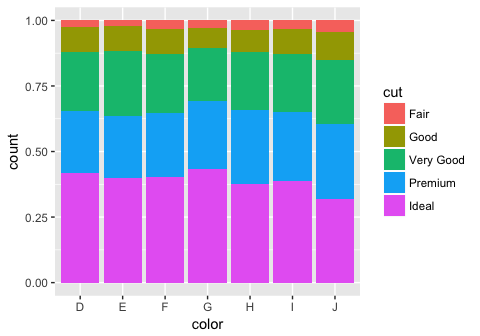 1.00
0.75
0.50
0.25
0.00
count
D E F G H I J
color
cut
Fair
Good
Very Good
Premium
Ideal